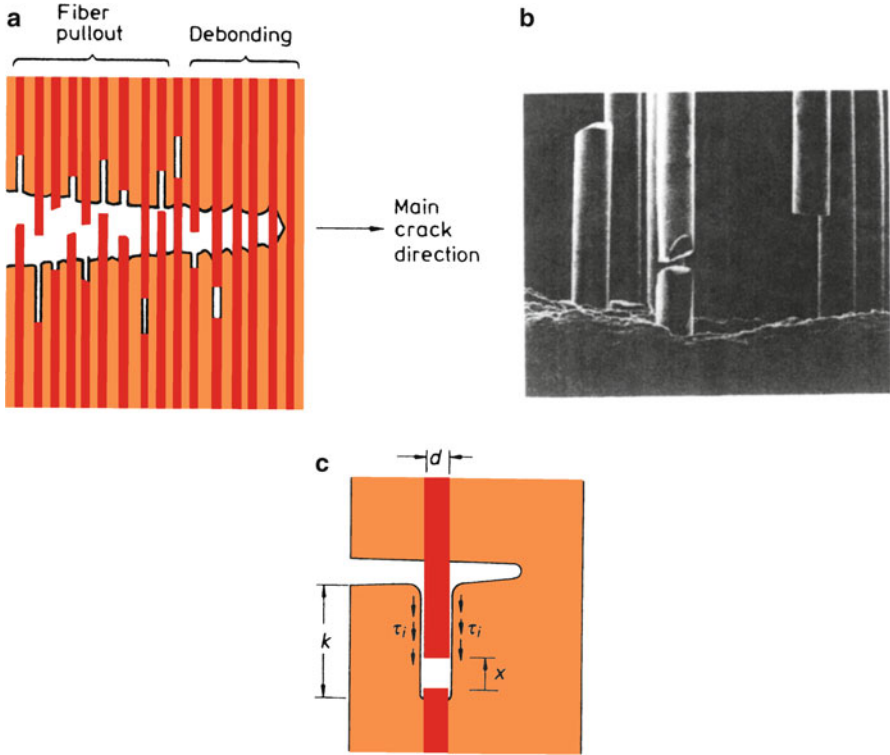 a
Fiber
pullout
Debonding
Main
crack
direction
b
c
d
k
τi
τi
x